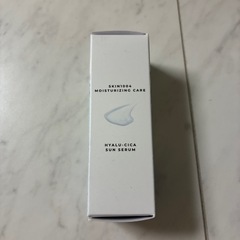 SKIN1004
MOISTURIZING CARE
HYALU-CICA
SUN SERUM